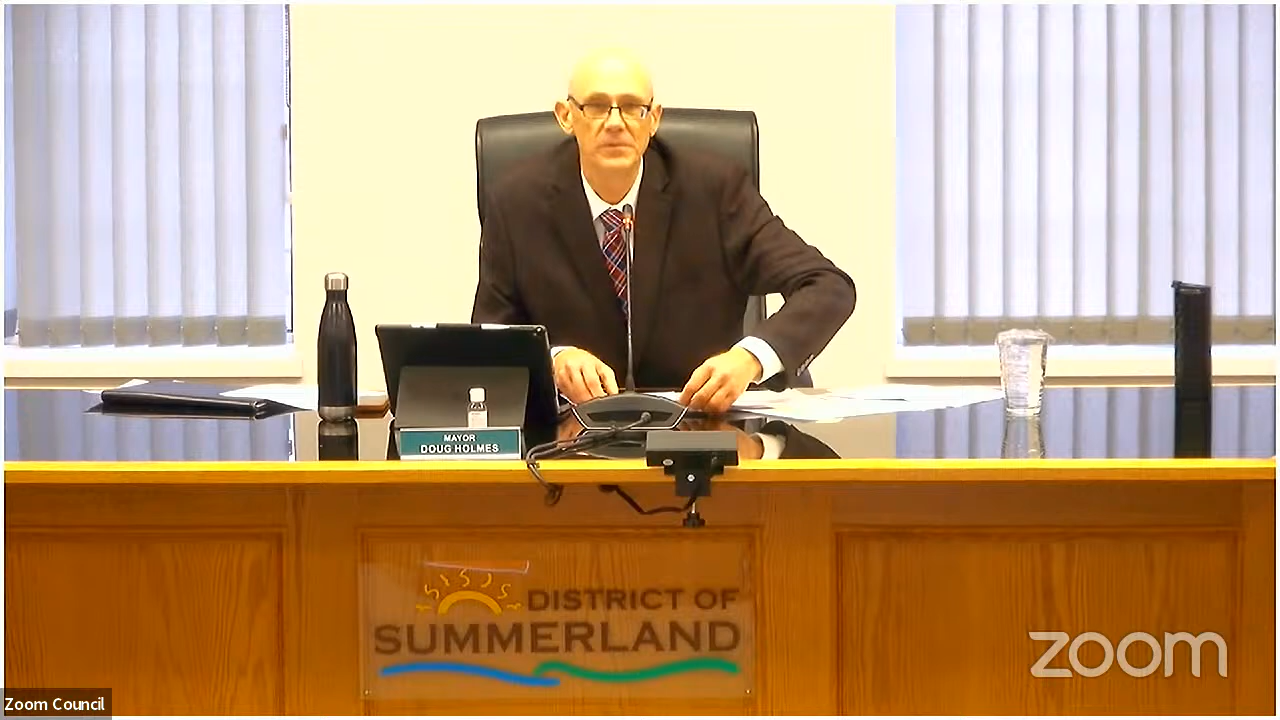 MAYOR
DOUG HOLMES
DISTRICT OF
SUMMERLAND
zoom
Zoom Council